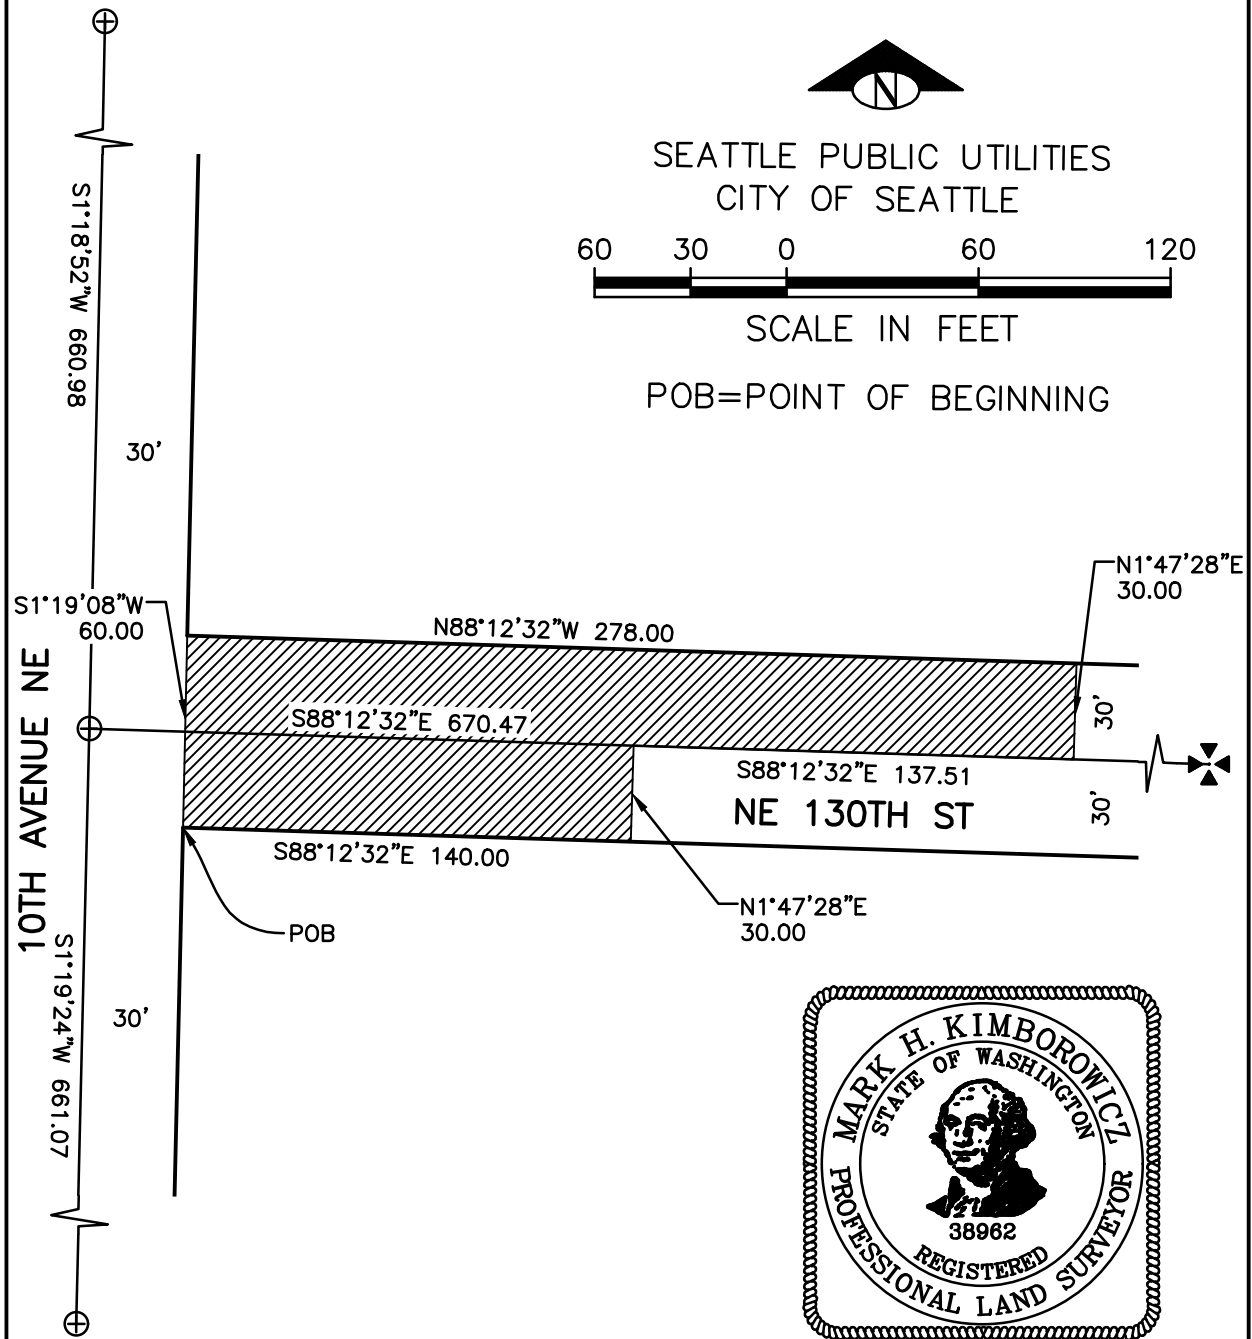 N
SEATTLE PUBLIC UTILITIES
CITY OF SEATTLE
60 30 0 60 120
SCALE IN FEET
POB=POINT OF BEGINNING
S1°18'52"W 660.98
30'
N1°47'28"E
30.00
S1°19'08"W
60.00
N88°12'32"W 278.00
10TH AVENUE NE
S88°12'32"E 670.47
30'
S88°12'32"E 137.51
NE 130TH ST
30'
S88°12'32"E 140.00
N1°47'28"E
30.00
POB
S1°19'24"W 661.07
30'
MARK H. KIMBOROWICZ
STATE OF WASHINGTON
38962
REGISTERED
PROFESSIONAL LAND SURVEYOR